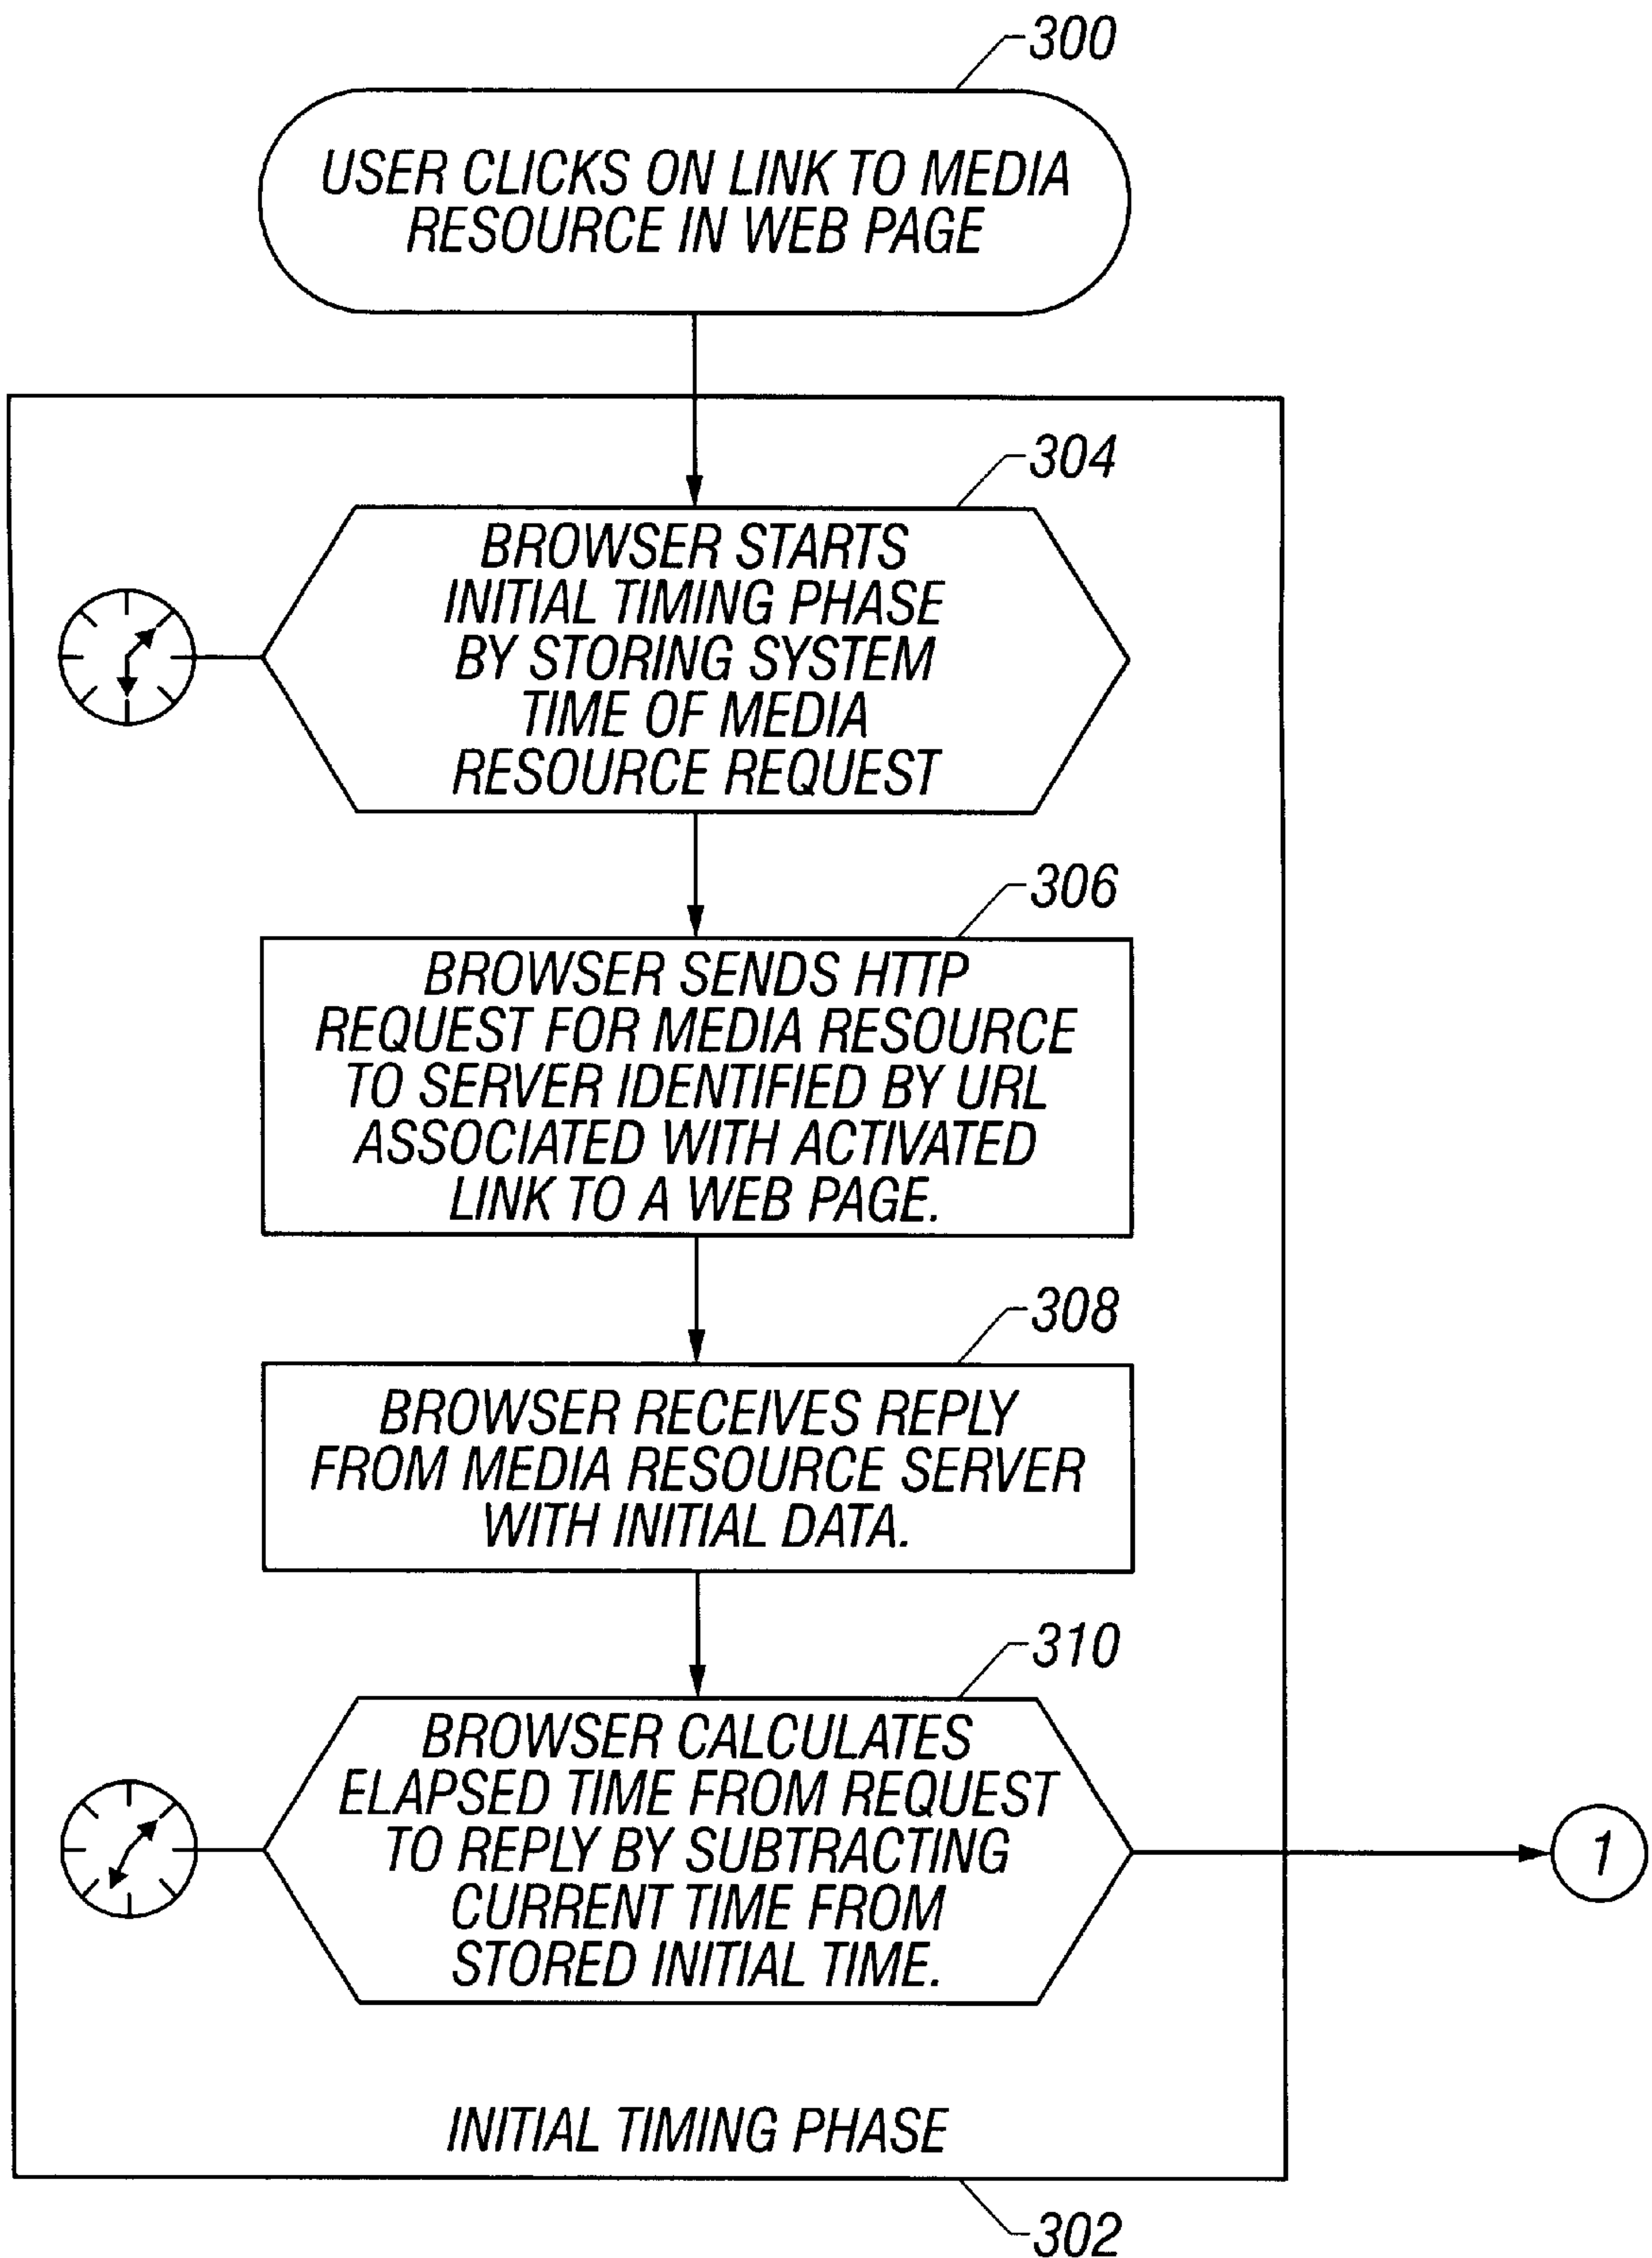 300
USER CLICKS ON LINK TO MEDIA
RESOURCE IN WEB PAGE
304
BROWSER STARTS
INITIAL TIMING PHASE
BY STORING SYSTEM
TIME OF MEDIA
RESOURCE REQUEST
306
BROWSER SENDS HTTP
REQUEST FOR MEDIA RESOURCE
TO SERVER IDENTIFIED BY URL
ASSOCIATED WITH ACTIVATED
LINK TO A WEB PAGE.
308
BROWSER RECEIVES REPLY
FROM MEDIA RESOURCE SERVER
WITH INITIAL DATA.
310
BROWSER CALCULATES
ELAPSED TIME FROM REQUEST
TO REPLY BY SUBTRACTING
CURRENT TIME FROM
STORED INITIAL TIME.
1
INITIAL TIMING PHASE
302